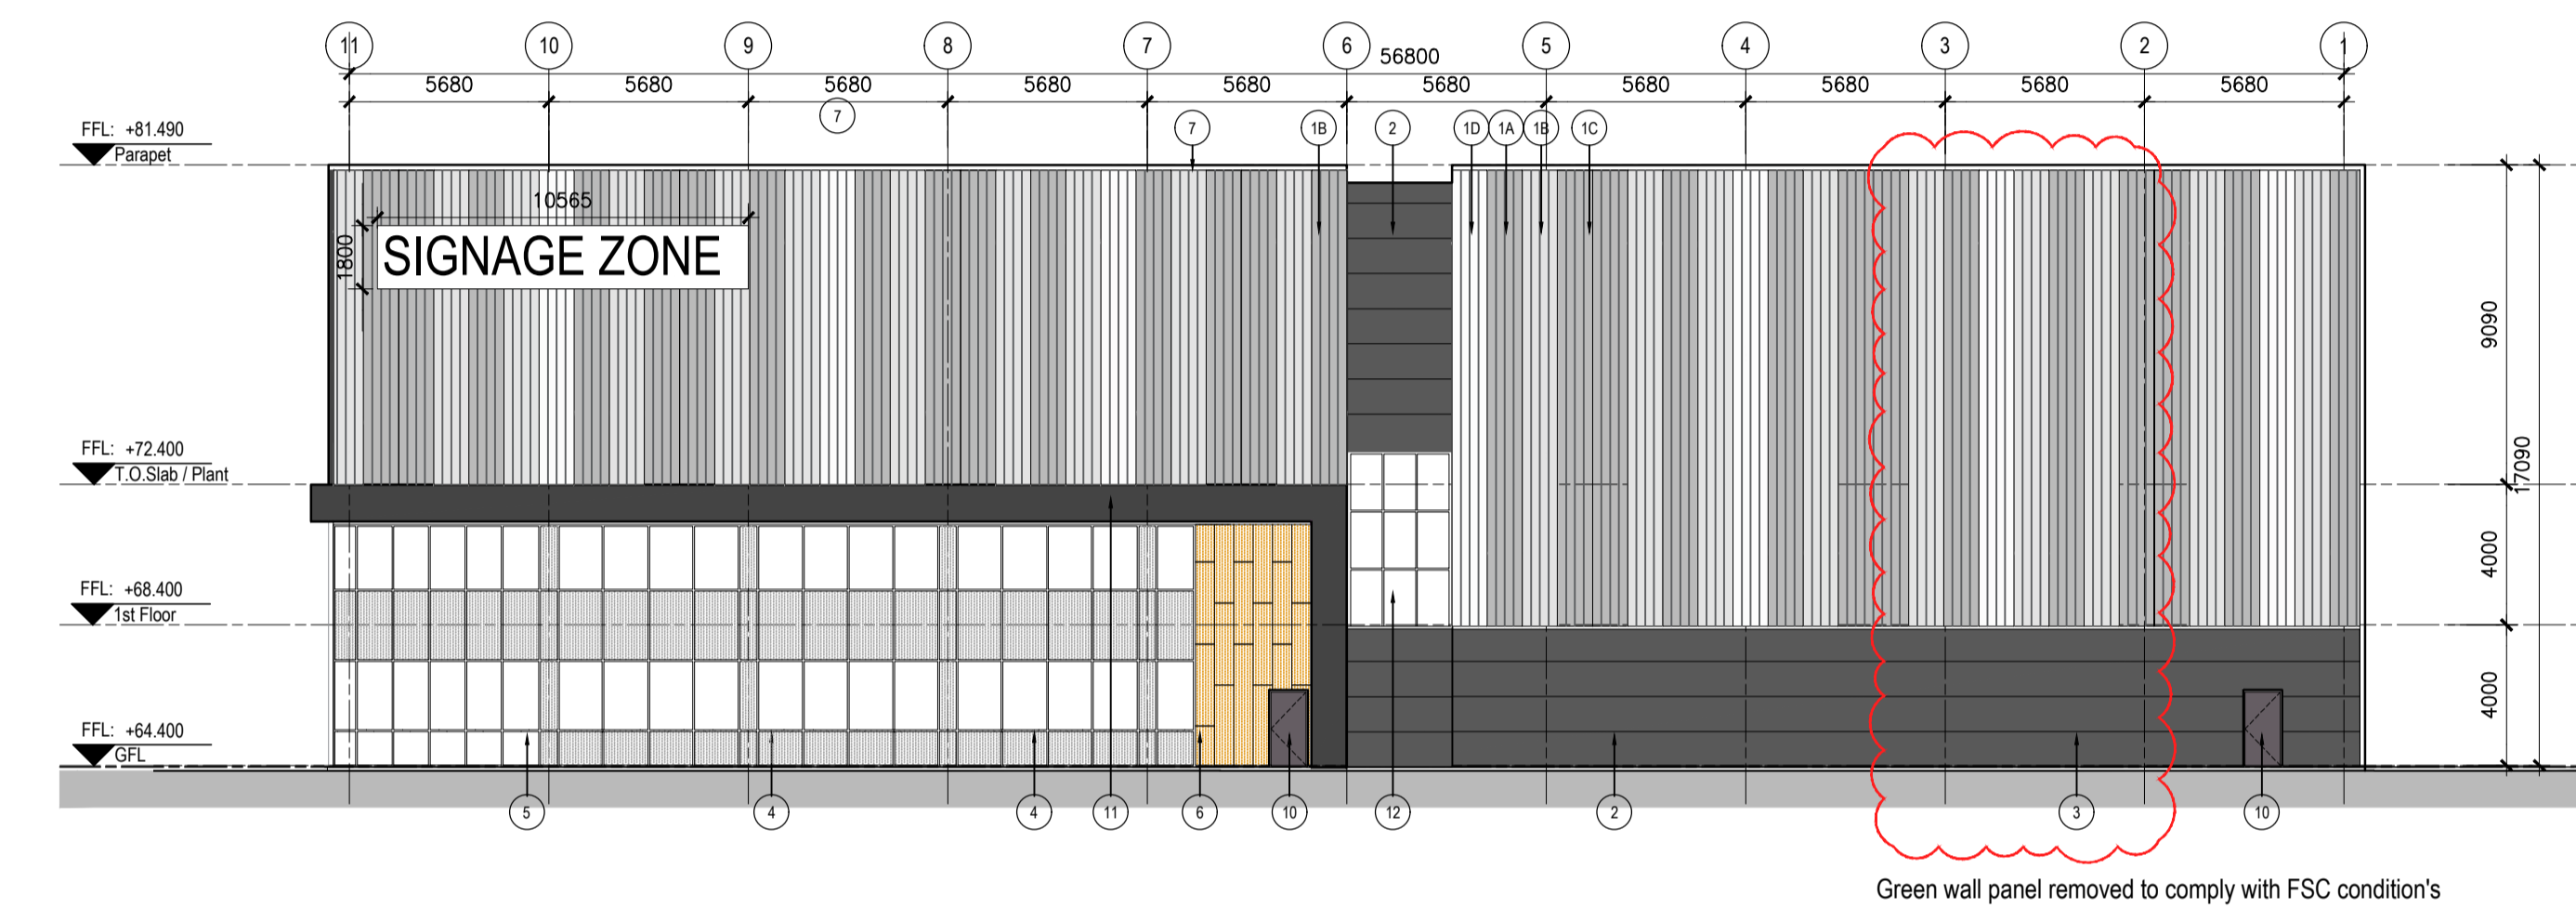 11 10 9 8 7 6 5 4 3 2 1
56800
5680 5680 5680 5680 5680 5680 5680 5680 5680 5680
7
7 1B 2 1D 1A 1B 1C
FFL: +81.490
Parapet
10565
1800
SIGNAGE ZONE
9090
FFL: +72.400
T.O.Slab / Plant
17090
4000
FFL: +68.400
1st Floor
4000
FFL: +64.400
GFL
5 4 4 11 6 10 12 2 3 10
Green wall panel removed to comply with FSC condition's